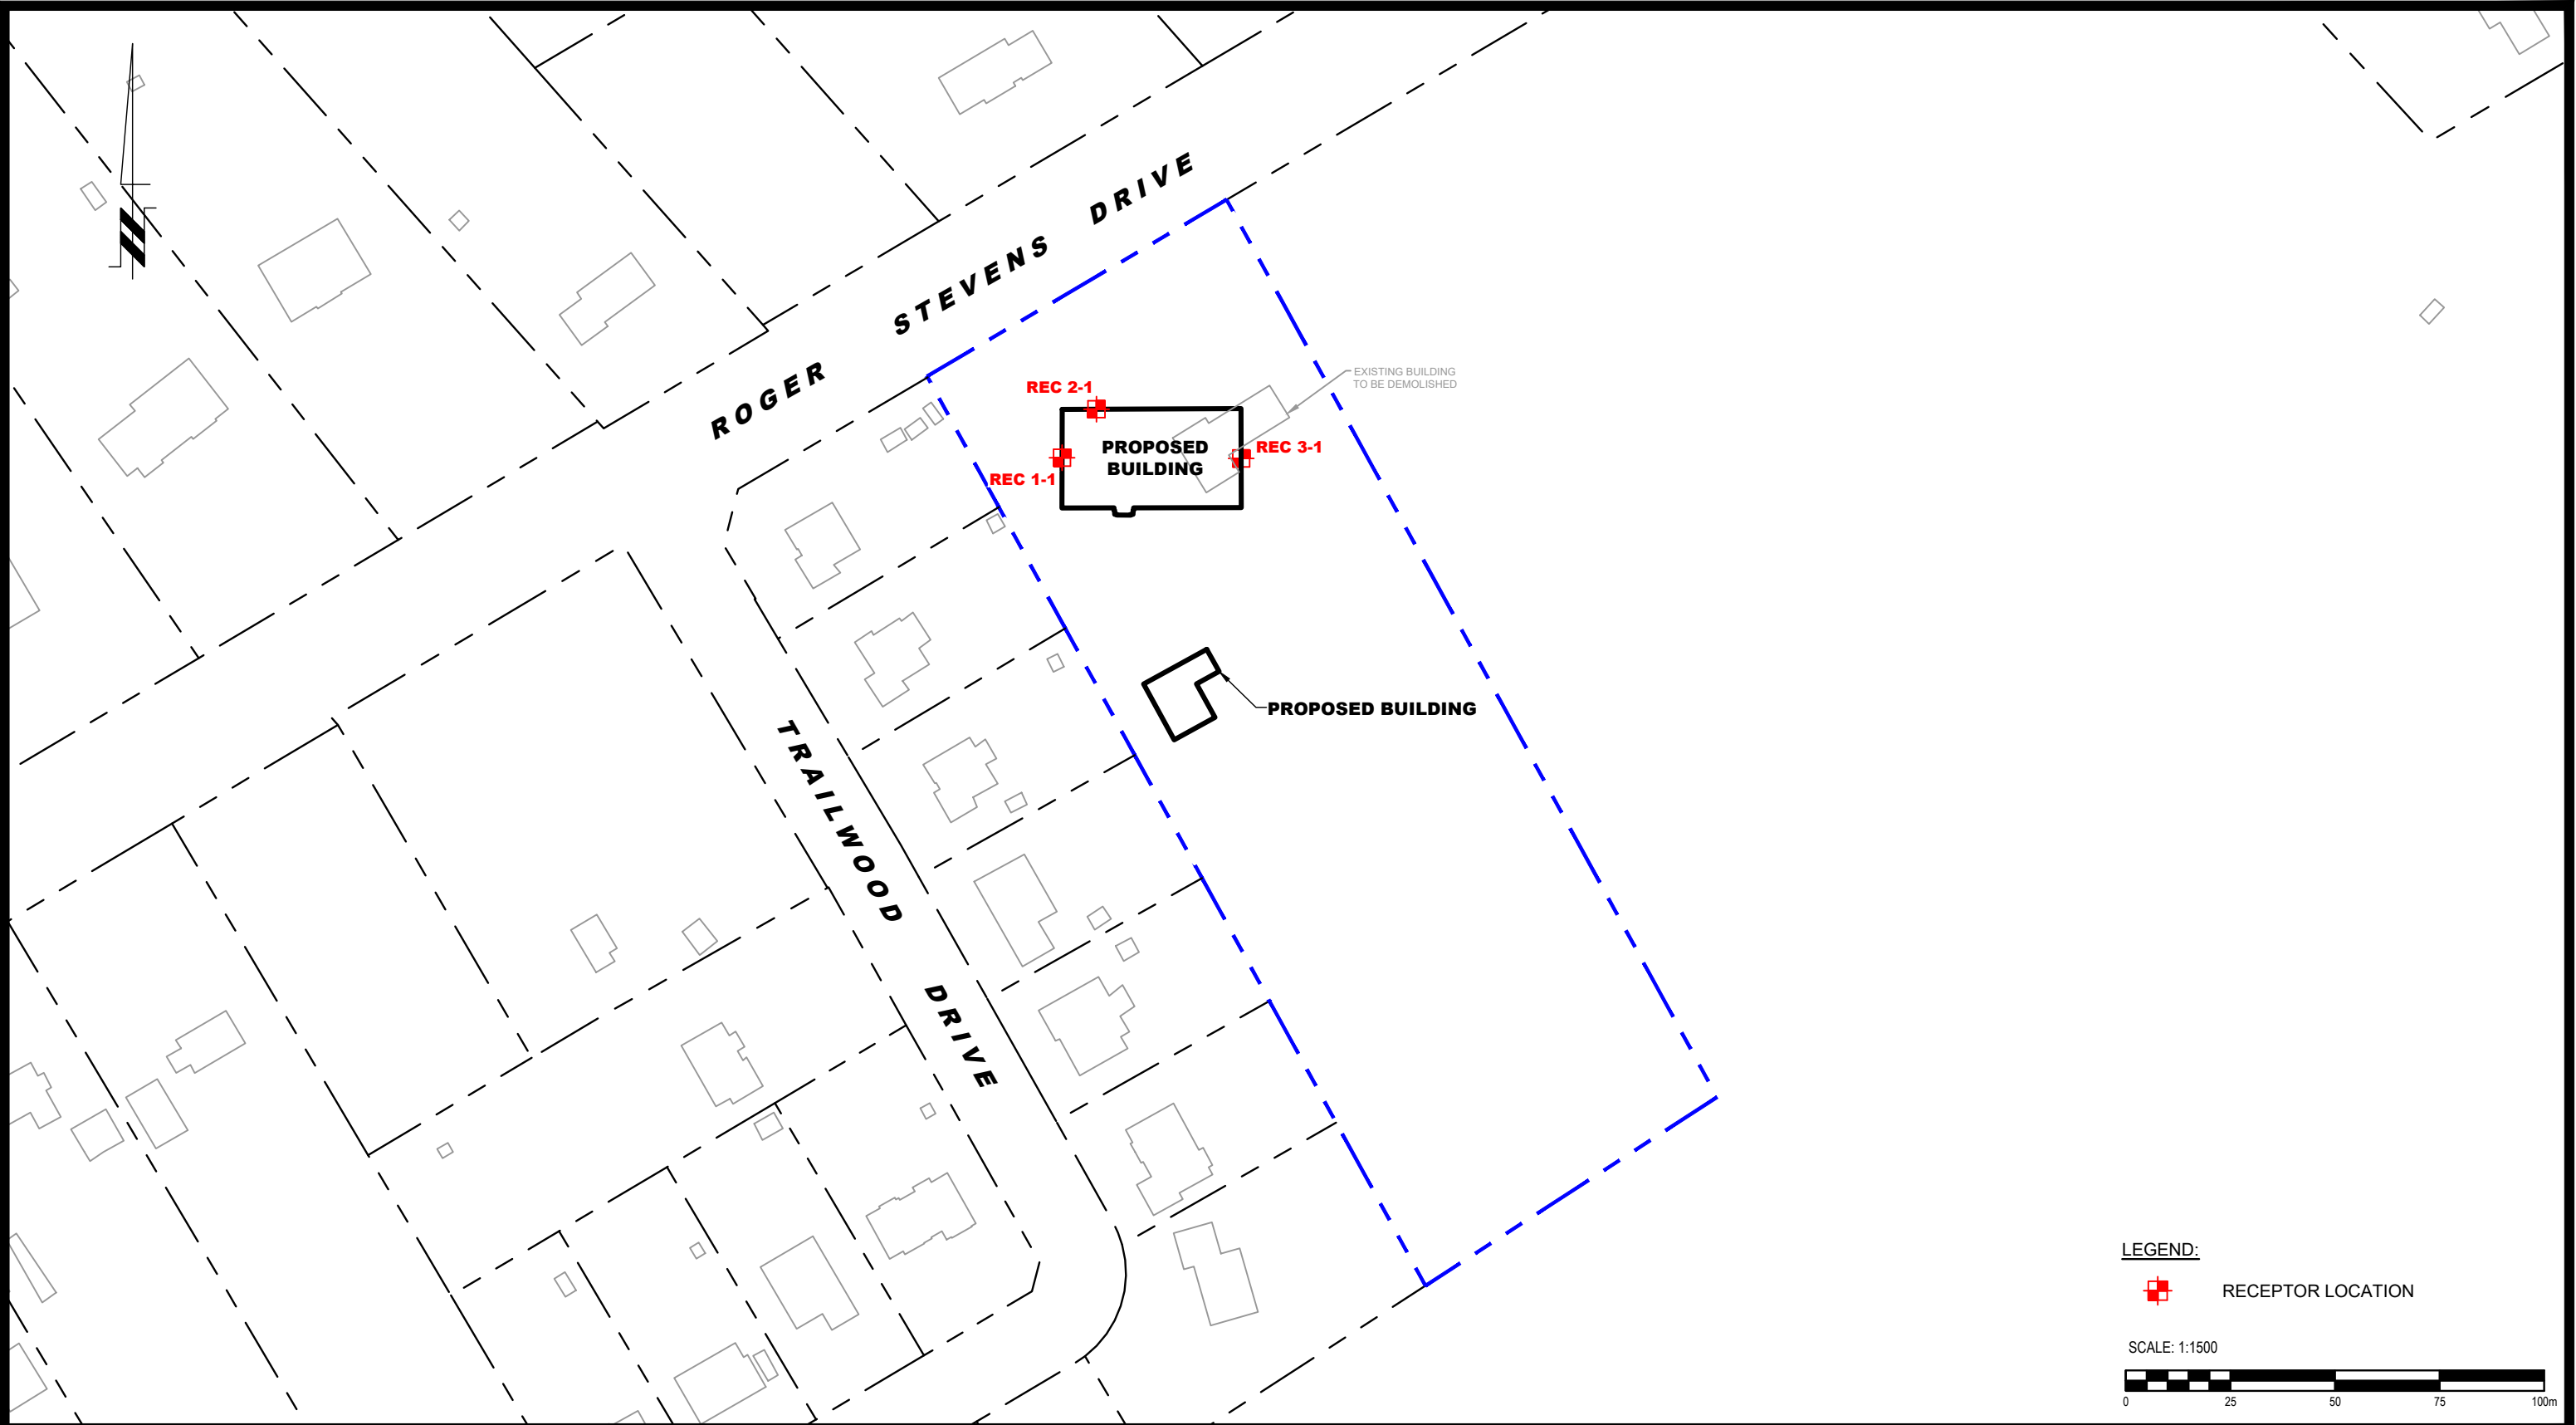 ROGER STEVENS DRIVE
EXISTING BUILDING
TO BE DEMOLISHED
REC 2-1
PROPOSED
BUILDING
REC 3-1
REC 1-1
PROPOSED BUILDING
TRAILWOOD DRIVE
LEGEND:
RECEPTOR LOCATION
SCALE: 1:1500
0 25 50 75 100m